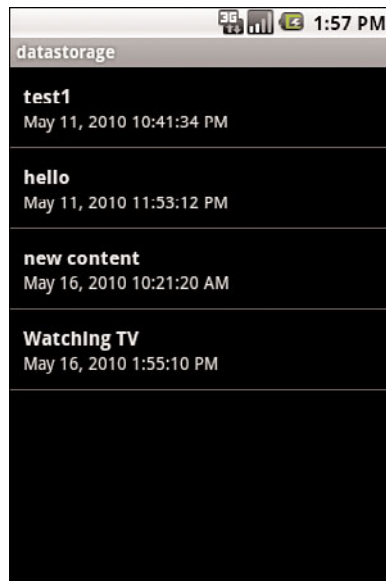 3G 1:57 PM
datastorage
test1
May 11, 2010 10:41:34 PM
hello
May 11, 2010 11:53:12 PM
new content
May 16, 2010 10:21:20 AM
Watching TV
May 16, 2010 1:55:10 PM